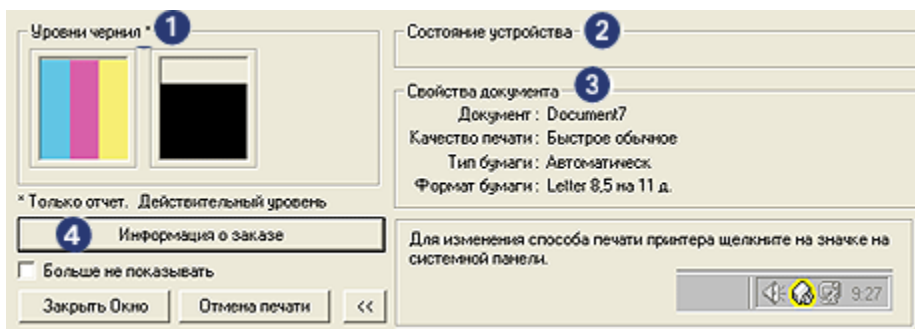 Уровни чернил *
1
* Только отчет. Действительный уровень
4
Информация о заказе
Больше не показывать
Закрыть Окно
Отмена печати
<<
Состояние устройства
2
Свойства документа
3
Документ : Document7
Качество печати : Быстрое обычное
Тип бумаги : Автоматическ
Формат бумаги : Letter 8,5 на 11 д.
Для изменения способа печати принтера щелкните на значке на
системной панели.
9:27